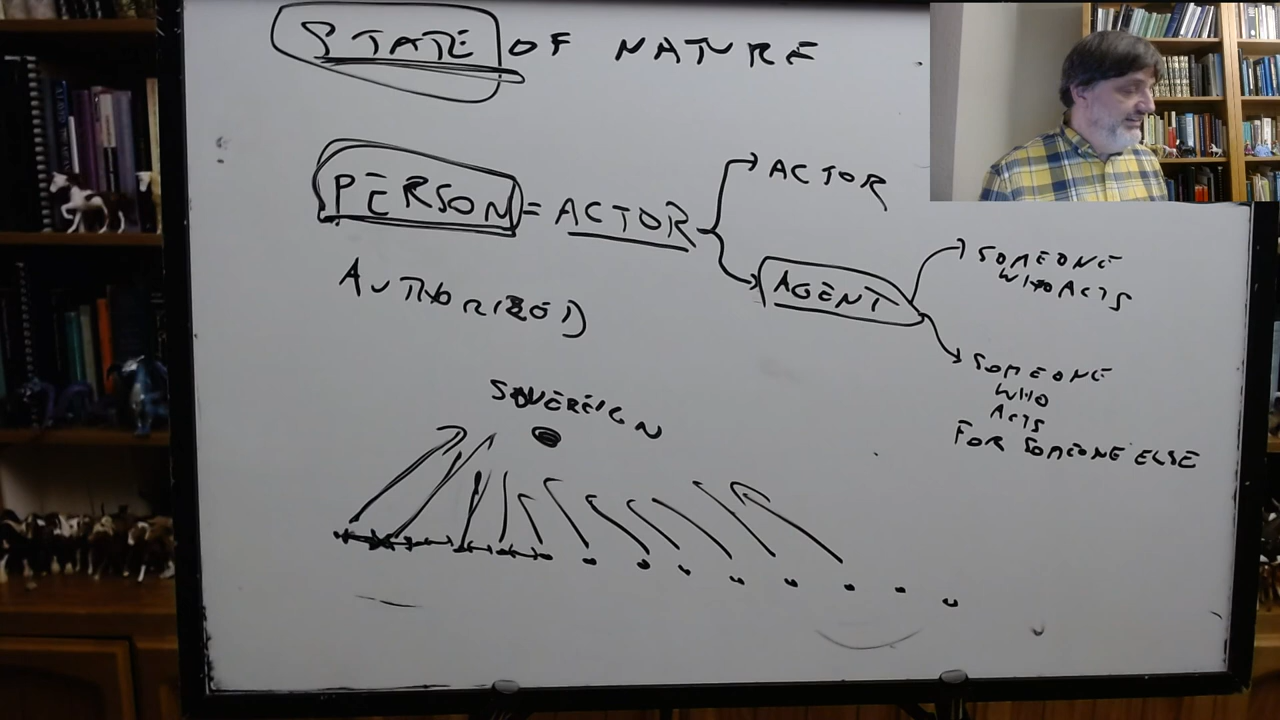 STATE OF NATURE
PERSON = ACTOR
ACTOR
AGENT
SOMEONE
WHO ACTS
SOMEONE
WHO
ACTS
FOR SOMEONE ELSE
AUTHORIZED
SOVEREIGN